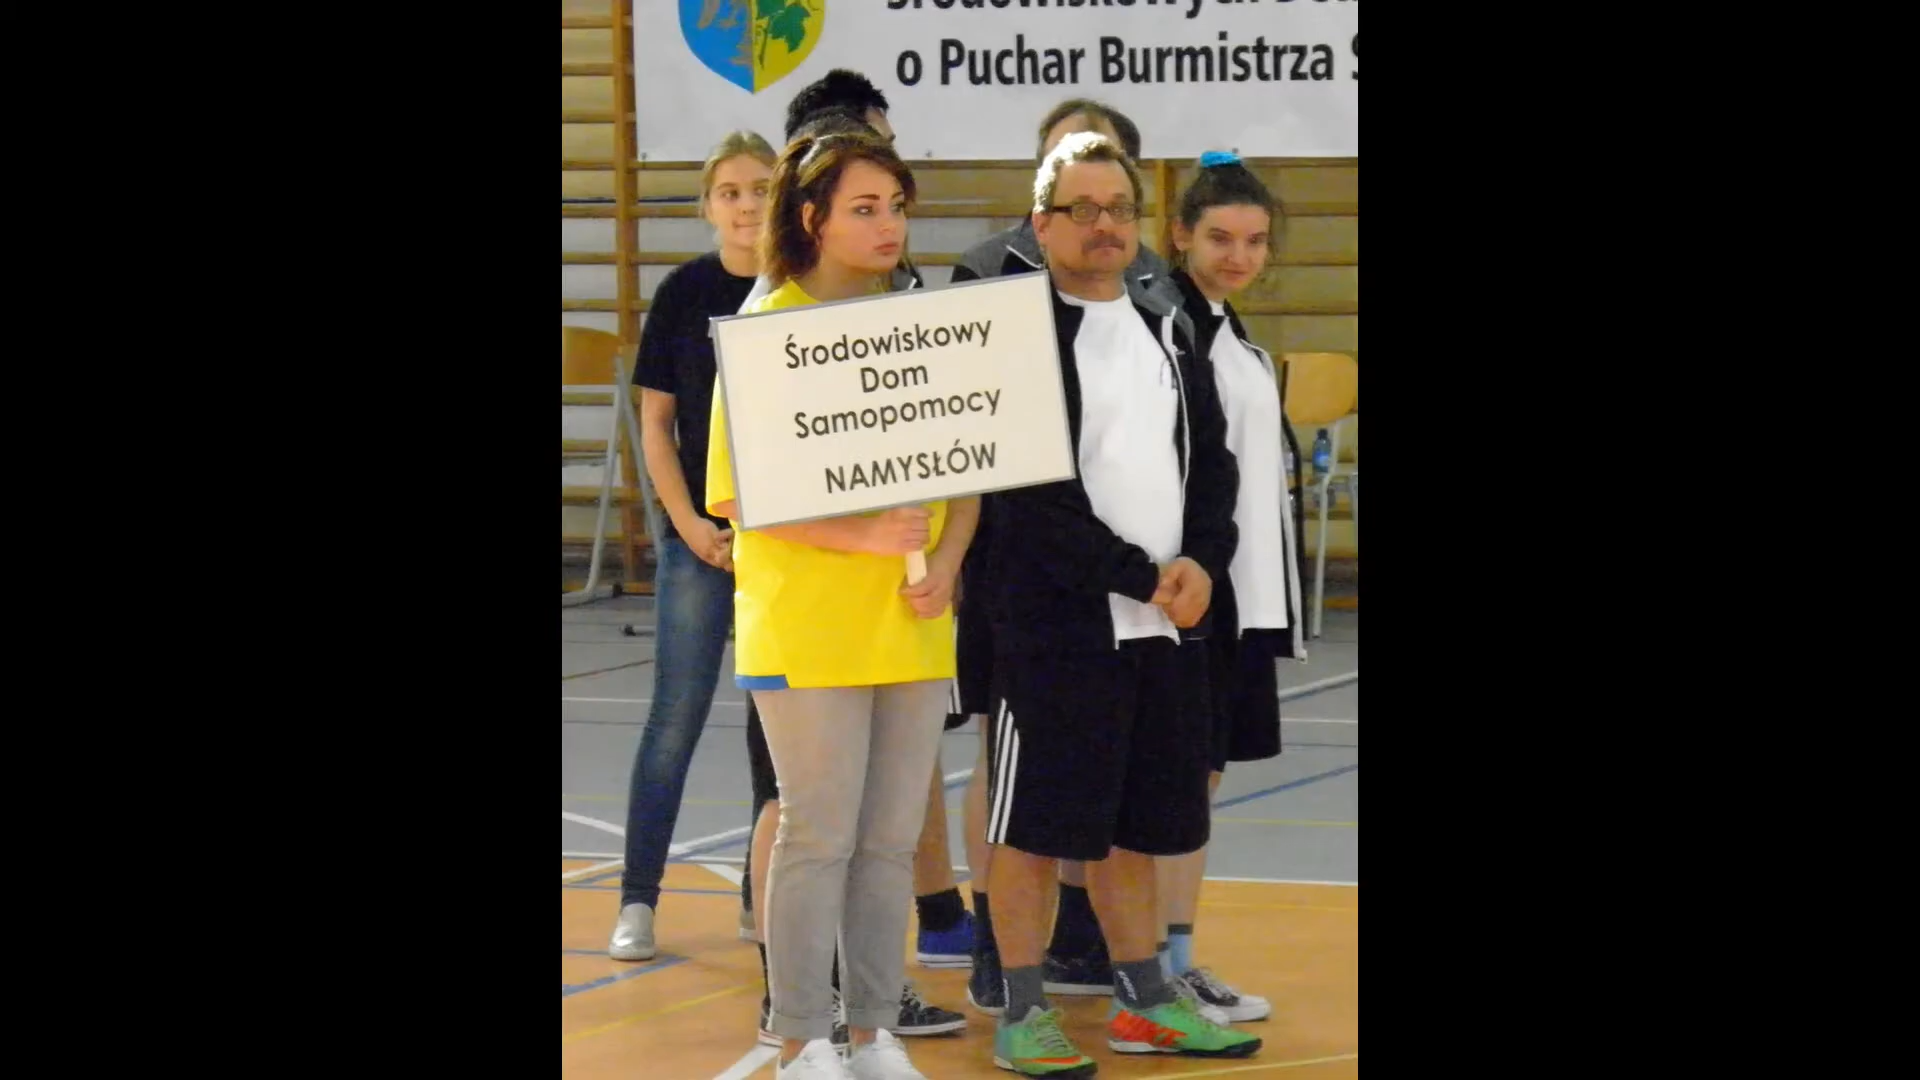 o Puchar Burmistrza
Środowiskowy
Dom
Samopomocy
NAMYSŁÓW